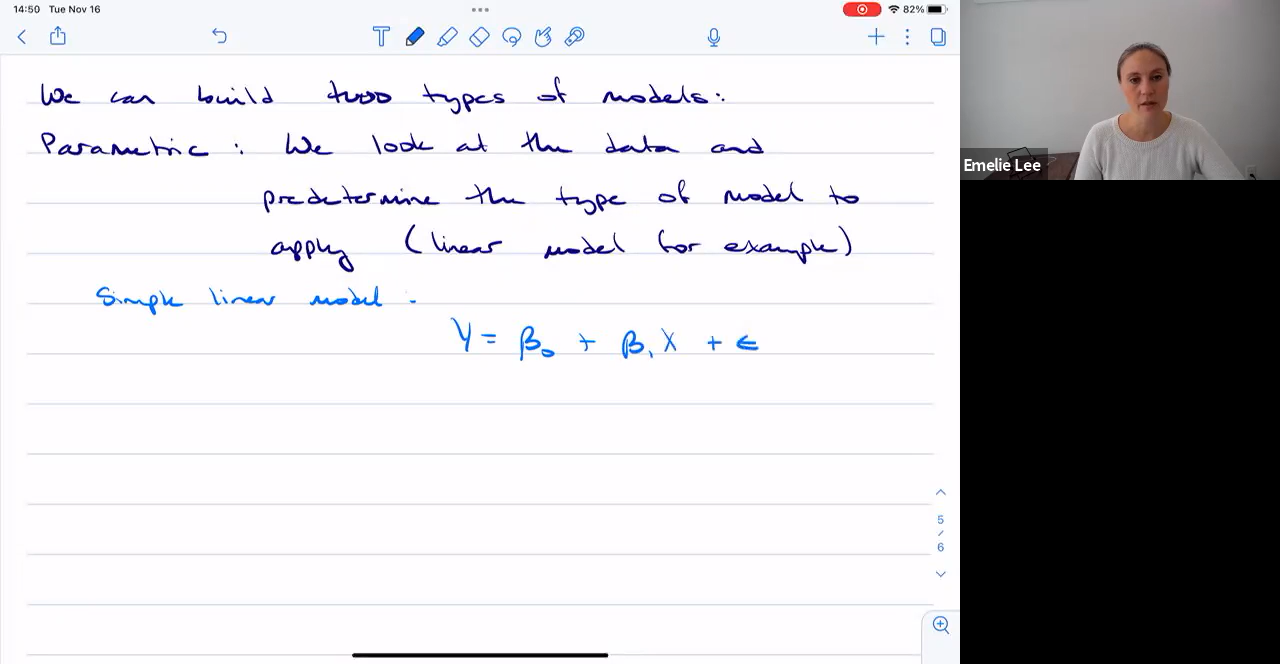 14:50 Tue Nov 16
82%
We can build two types of models:
Parametric : We look at the data and
predetermine the type of model to
apply (linear model for example)
Simple linear model :
Y = β₀ + β₁X + ϵ
Emelie Lee
5
6